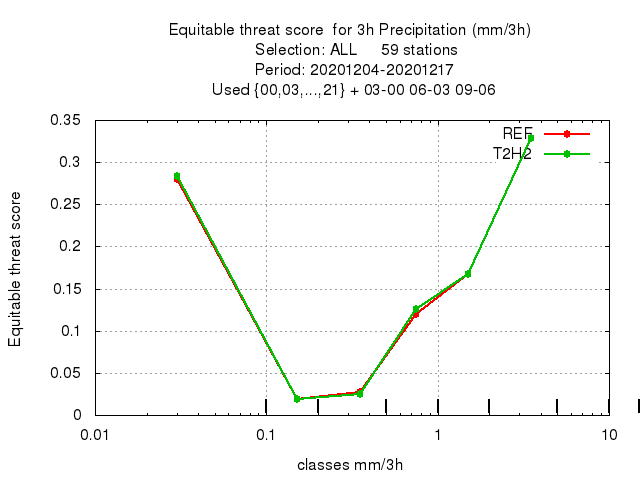 Equitable threat score  for 3h Precipitation (mm/3h)
Selection: ALL     59 stations
Period: 20201204-20201217
Used {00,03,...,21} + 03-00 06-03 09-06
REF
T2H2
Equitable threat score
0.35
0.3
0.25
0.2
0.15
0.1
0.05
0
0.01
0.1
1
10
classes mm/3h